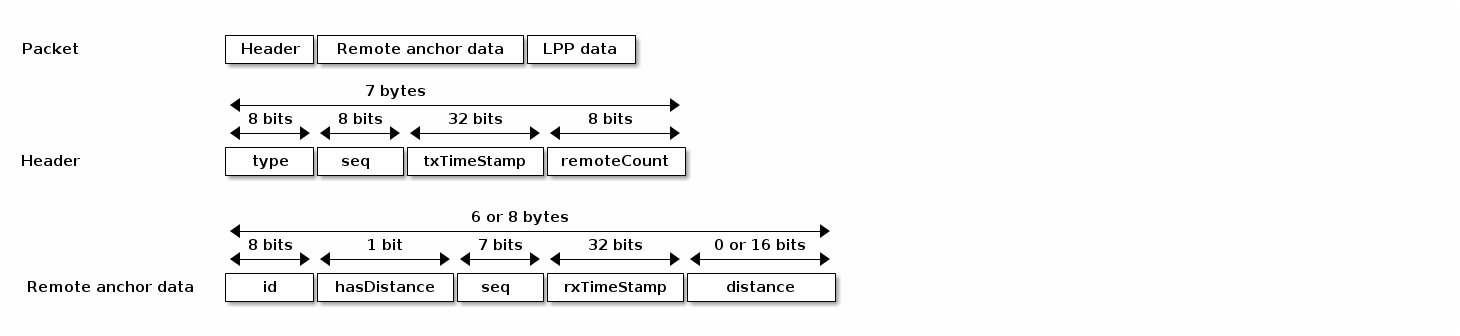 Packet Header Remote anchor data LPP data
7 bytes
8 bits 8 bits 32 bits 8 bits
Header type seq txTimeStamp remoteCount
6 or 8 bytes
8 bits 1 bit 7 bits 32 bits 0 or 16 bits
Remote anchor data id hasDistance seq rxTimeStamp distance